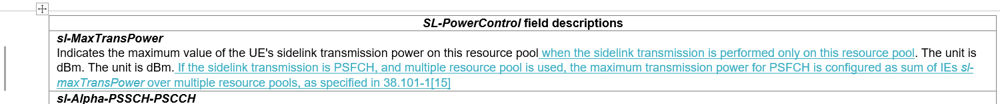 SL-PowerControl field descriptions
sl-MaxTransPower
Indicates the maximum value of the UE's sidelink transmission power on this resource pool when the sidelink transmission is performed only on this resource pool. The unit is
dBm. The unit is dBm. If the sidelink transmission is PSFCH, and multiple resource pool is used, the maximum transmission power for PSFCH is configured as sum of IEs sl-
maxTransPower over multiple resource pools, as specified in 38.101-1[15]
sl-Alpha-PSSCH-PSCCH